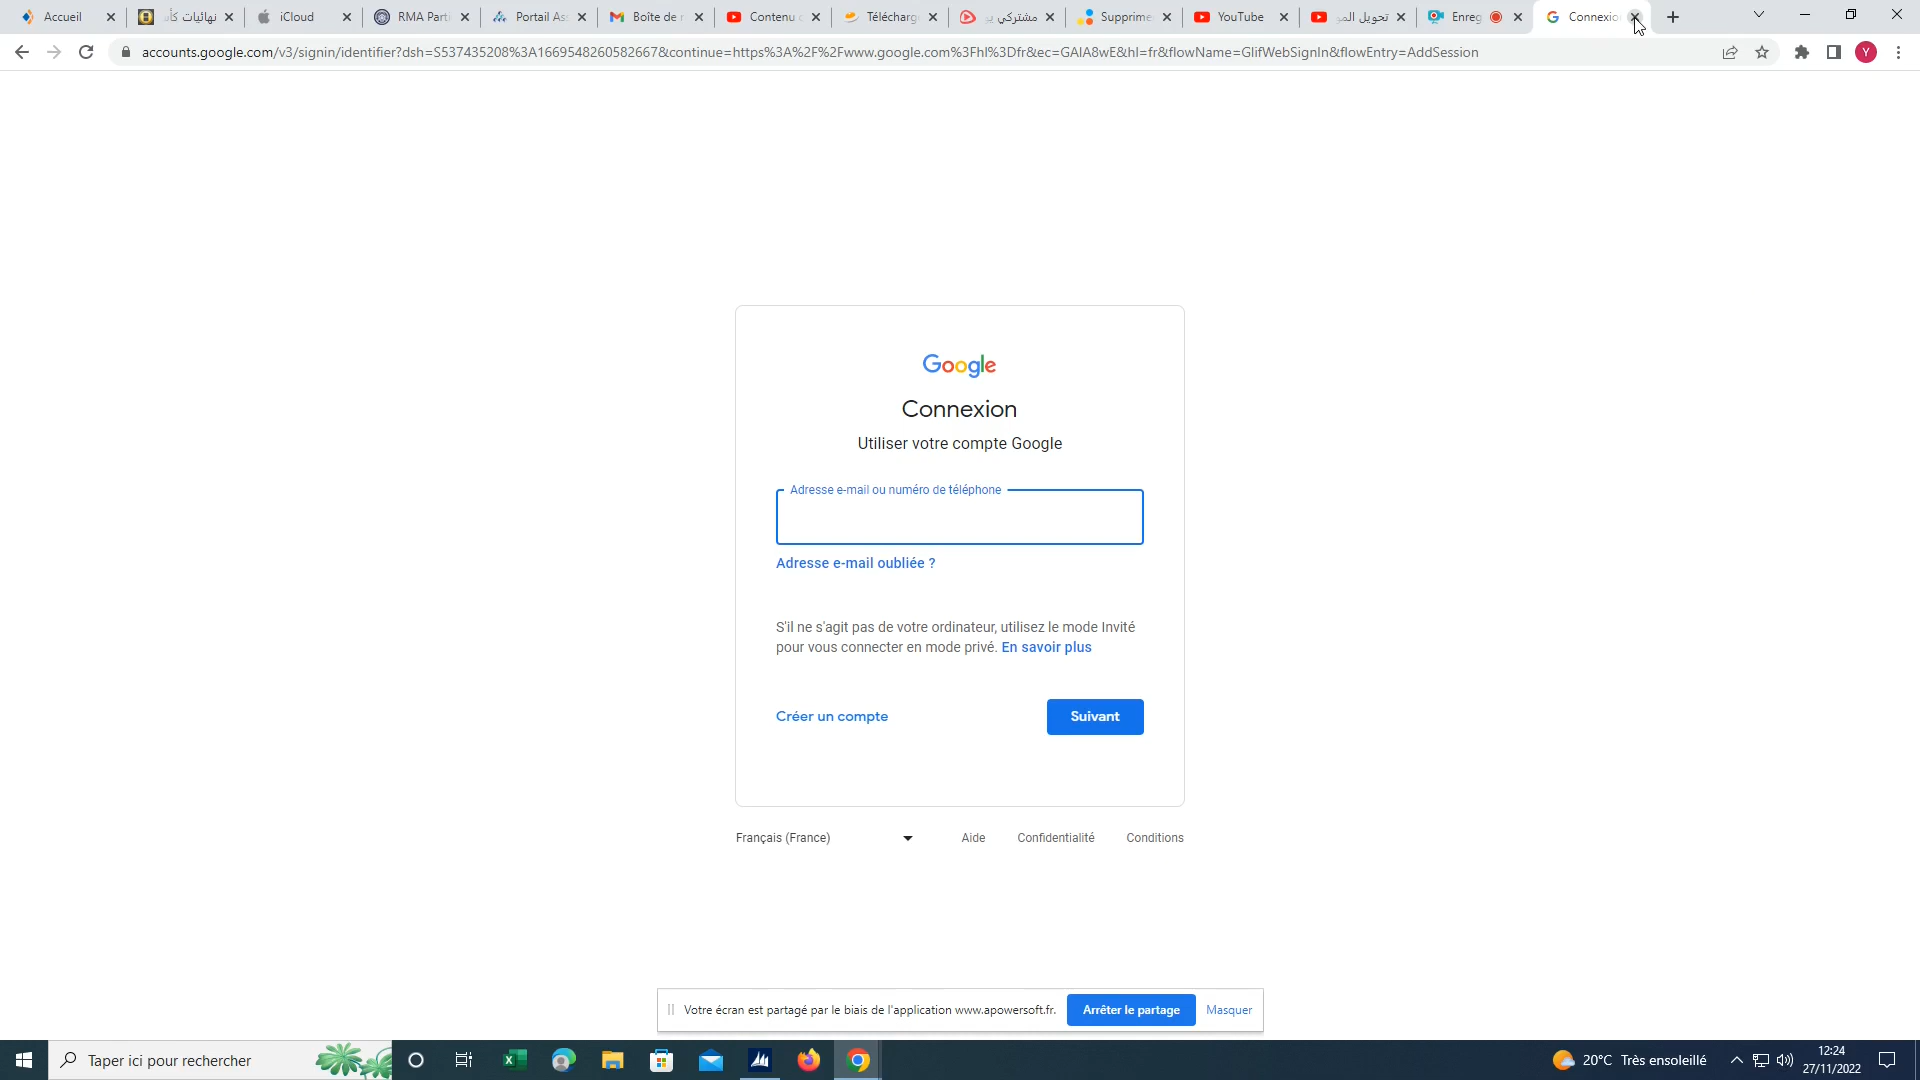 Accueil
نهائيات كأ
iCloud
RMA Part
Portail As
Boîte de r
Contenu
Télécharg
مشتركي يو
Supprime
YouTube
تحويل المو
Enreg
Connexio
accounts.google.com/v3/signin/identifier?dsh=S537435208%3A1669548260582667&continue=https%3A%2F%2Fwww.google.com%3Fhl%3Dfr&ec=GAlA8wE&hl=fr&flowName=GlifWebSignIn&flowEntry=AddSession
Y
Google
Connexion
Utiliser votre compte Google
Adresse e-mail ou numéro de téléphone
Adresse e-mail oubliée ?
S'il ne s'agit pas de votre ordinateur, utilisez le mode Invité
pour vous connecter en mode privé. En savoir plus
Créer un compte
Suivant
Français (France)
Aide
Confidentialité
Conditions
Votre écran est partagé par le biais de l'application www.apowersoft.fr.
Arrêter le partage
Masquer
Taper ici pour rechercher
20°C Très ensoleillé
12:24
27/11/2022